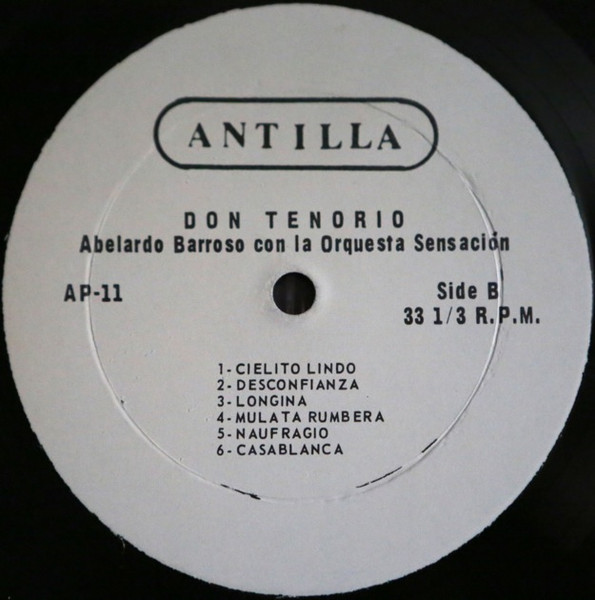 ANTILLA
DON TENORIO
Abelardo Barroso con la Orquesta Sensación
AP-11
Side B
33 1/3 R.P.M.
1- CIELITO LINDO
2- DESCONFIANZA
3- LONGINA
4- MULATA RUMBERA
5- NAUFRAGIO
6- CASABLANCA